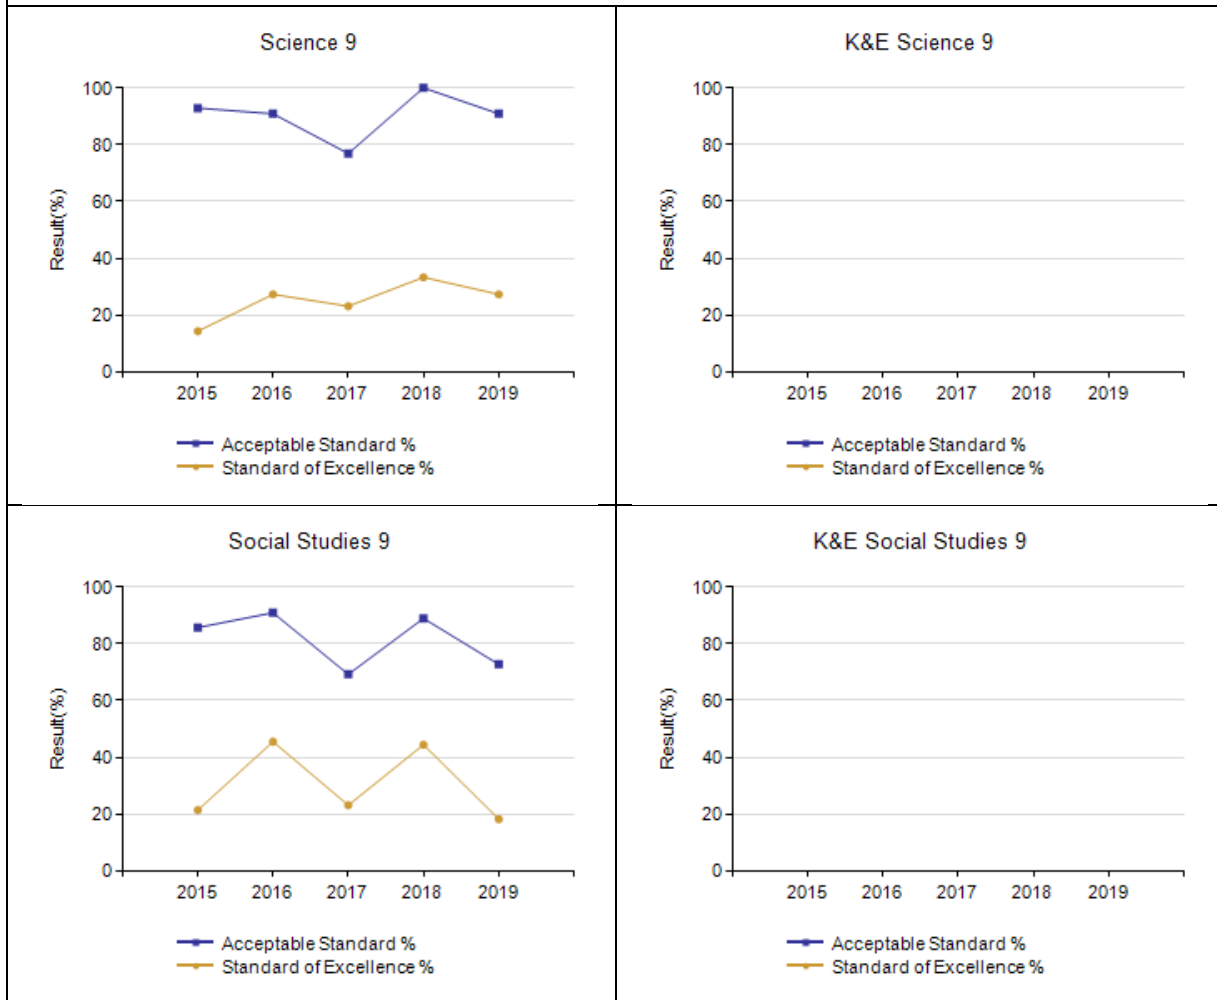 Science 9
100
80
60
40
20
0
Result(%)
2015 2016 2017 2018 2019
Acceptable Standard %
Standard of Excellence %
K&E Science 9
100
80
60
40
20
0
Result(%)
2015 2016 2017 2018 2019
Acceptable Standard %
Standard of Excellence %
Social Studies 9
100
80
60
40
20
0
Result(%)
2015 2016 2017 2018 2019
Acceptable Standard %
Standard of Excellence %
K&E Social Studies 9
100
80
60
40
20
0
Result(%)
2015 2016 2017 2018 2019
Acceptable Standard %
Standard of Excellence %